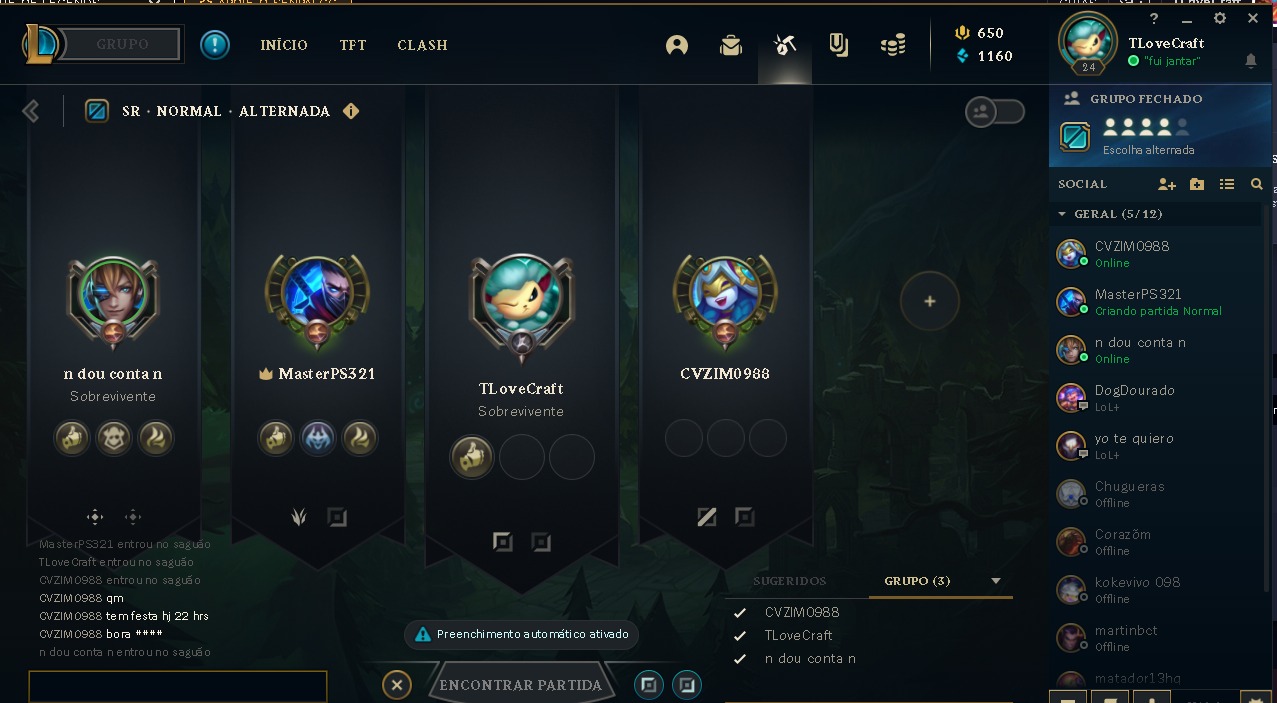 GRUPO
INÍCIO
TFT
CLASH
650
1160
?
TLoveCraft
24
"fui jantar"
SR · NORMAL · ALTERNADA
GRUPO FECHADO
Escolha alternada
SOCIAL
GERAL (5/12)
CVZIM0988
Online
MasterPS321
Criando partida Normal
n dou conta n
Online
DogDourado
LoL+
yo te quiero
LoL+
Chugueras
Offline
Corazõm
Offline
kokevivo 098
Offline
martinbct
Offline
matador13hq
n dou conta n
Sobrevivente
MasterPS321
TLoveCraft
Sobrevivente
CVZIM0988
MasterPS321 entrou no saguão
TLoveCraft entrou no saguão
CVZIM0988 entrou no saguão
CVZIM0988 qm
CVZIM0988 tem festa hj 22 hrs
CVZIM0988 bora ****
n dou conta n entrou no saguão
Preenchimento automático ativado
ENCONTRAR PARTIDA
SUGERIDOS
GRUPO (3)
CVZIM0988
TLoveCraft
n dou conta n